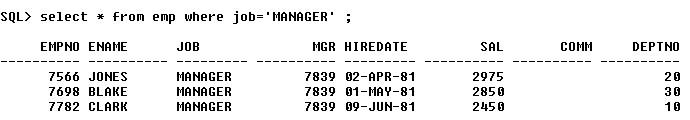 SQL> select * from emp where job='MANAGER' ;
EMPNO ENAME JOB MGR HIREDATE SAL COMM DEPTNO
---------- ---------- --------- ---------- --------- ---------- ---------- ----------
7566 JONES MANAGER 7839 02-APR-81 2975 20
7698 BLAKE MANAGER 7839 01-MAY-81 2850 30
7782 CLARK MANAGER 7839 09-JUN-81 2450 10